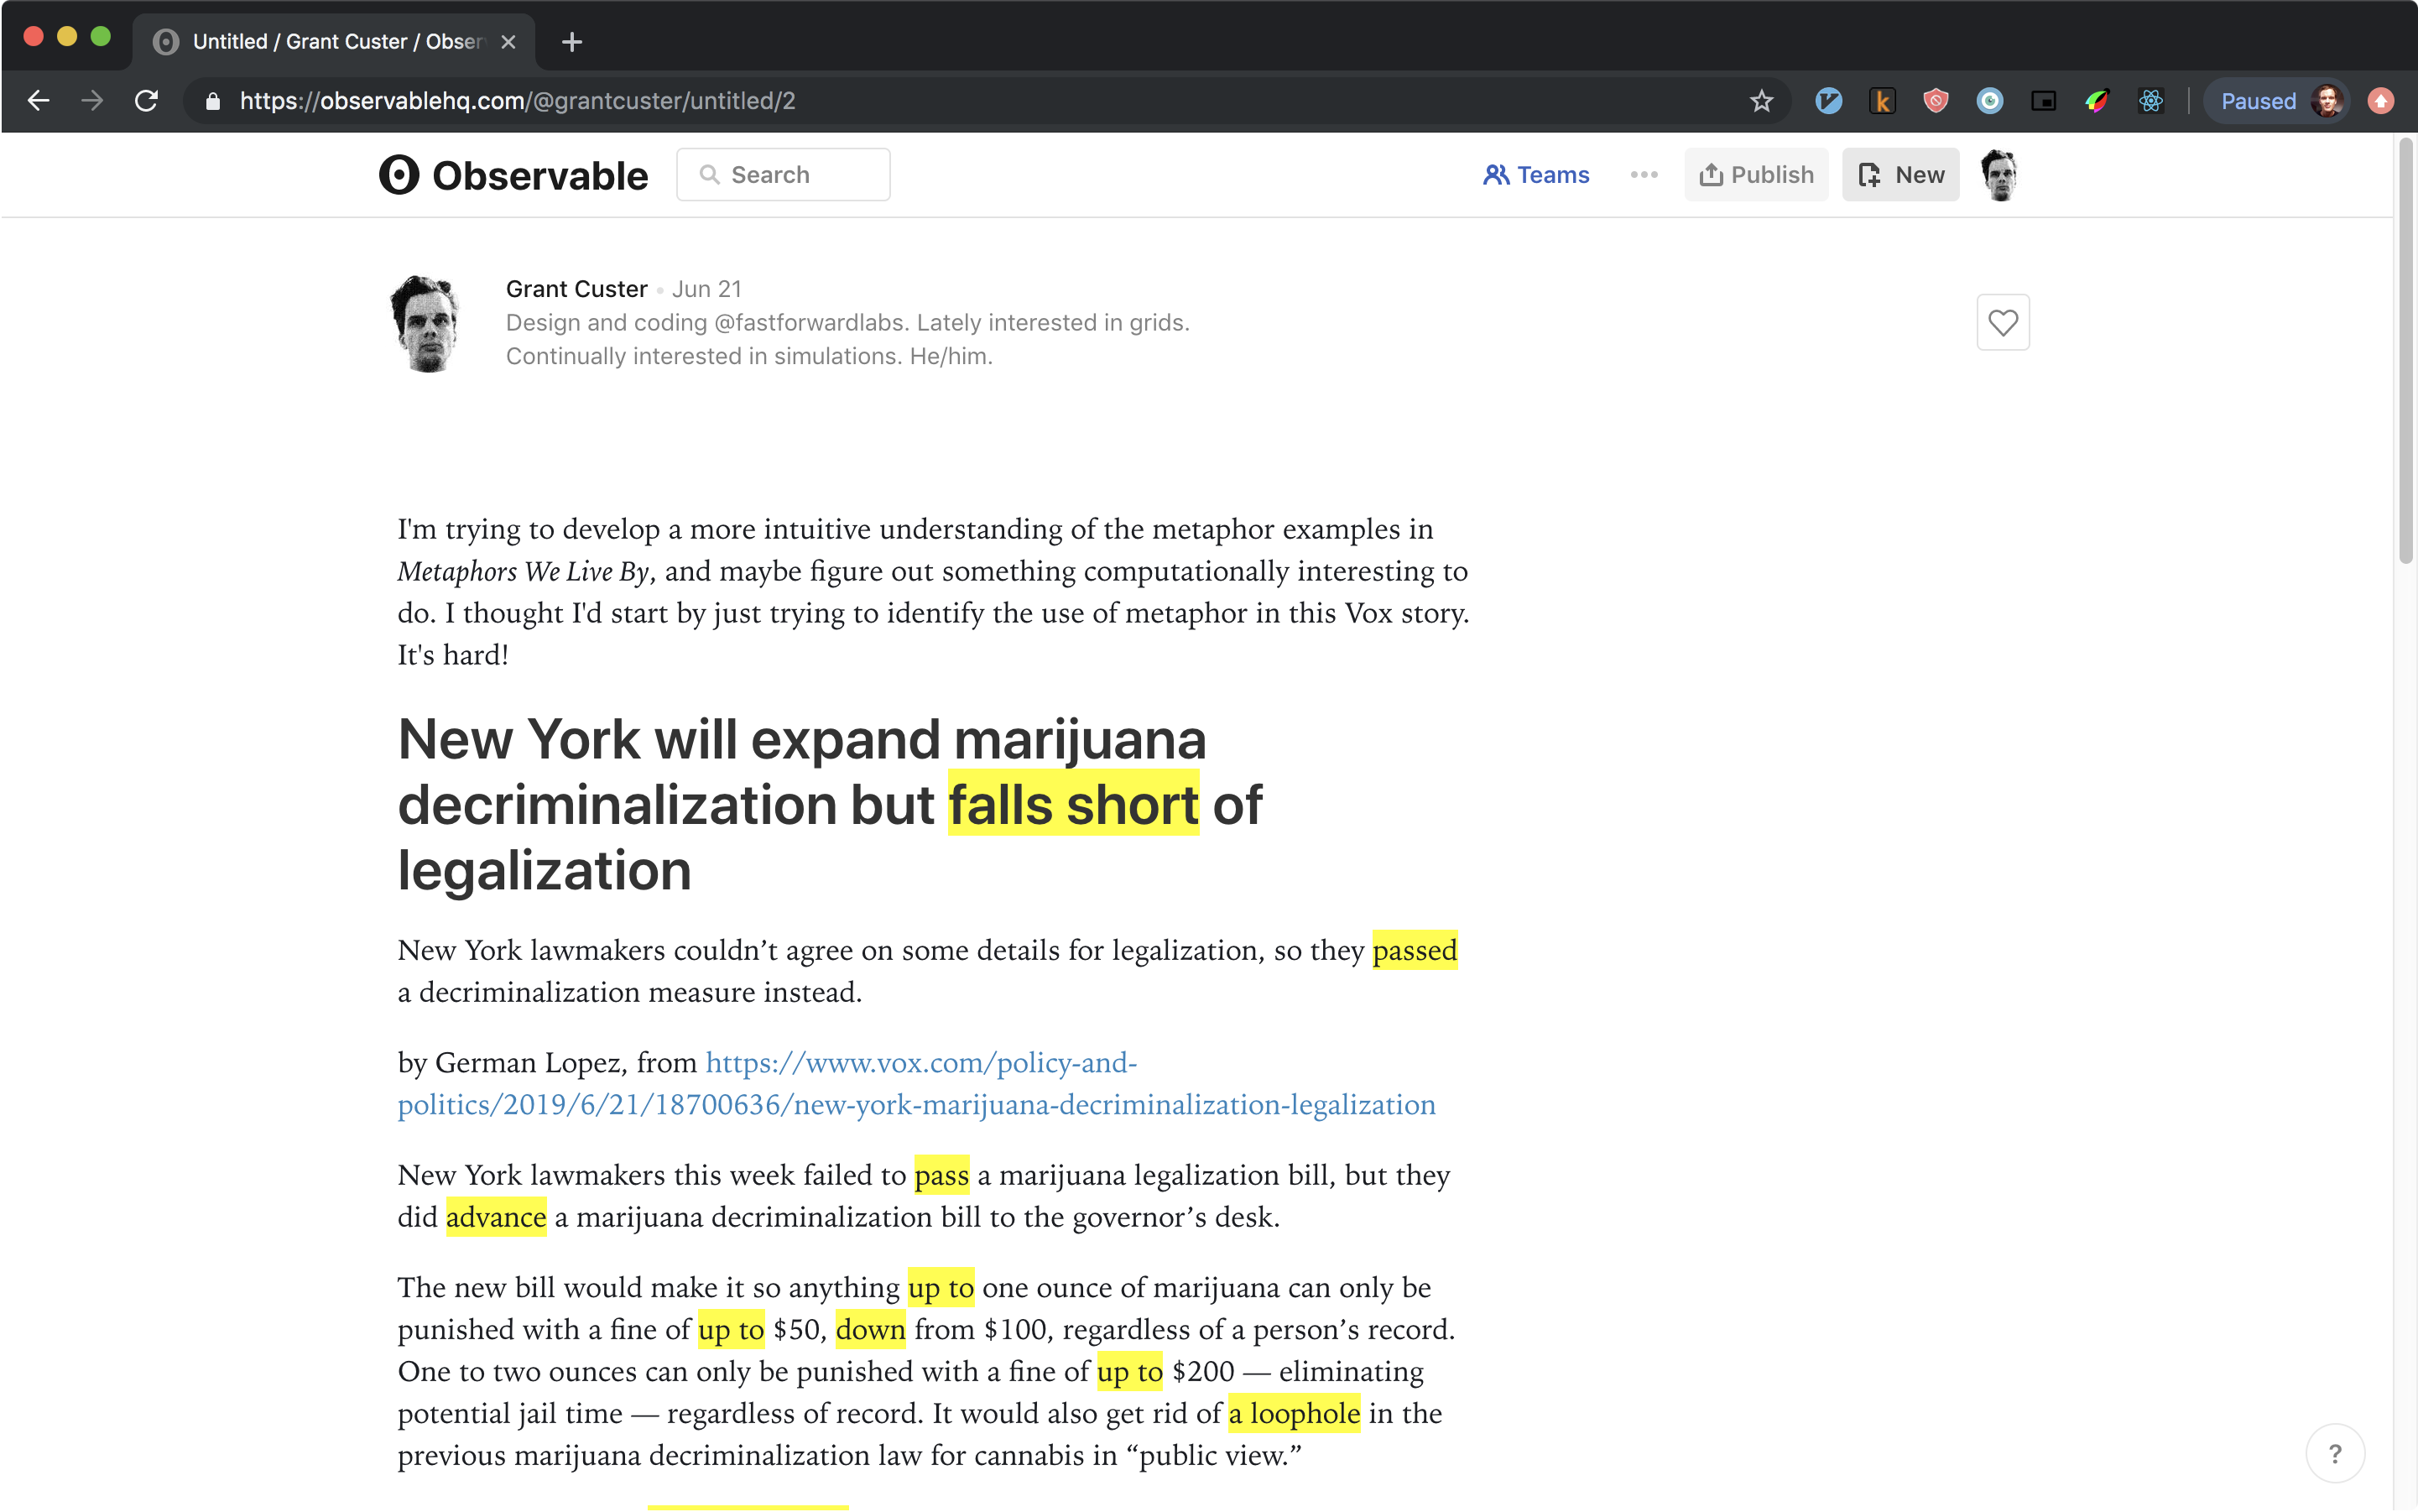 Untitled / Grant Custer / Obser
https://observablehq.com/@grantcuster/untitled/2
Paused
Observable
Search
Teams
Publish
New
Grant Custer • Jun 21
Design and coding @fastforwardlabs. Lately interested in grids.
Continually interested in simulations. He/him.
I'm trying to develop a more intuitive understanding of the metaphor examples in
Metaphors We Live By, and maybe figure out something computationally interesting to
do. I thought I'd start by just trying to identify the use of metaphor in this Vox story.
It's hard!
New York will expand marijuana
decriminalization but falls short of
legalization
New York lawmakers couldn’t agree on some details for legalization, so they passed
a decriminalization measure instead.
by German Lopez, from https://www.vox.com/policy-and-
politics/2019/6/21/18700636/new-york-marijuana-decriminalization-legalization
New York lawmakers this week failed to pass a marijuana legalization bill, but they
did advance a marijuana decriminalization bill to the governor’s desk.
The new bill would make it so anything up to one ounce of marijuana can only be
punished with a fine of up to $50, down from $100, regardless of a person’s record.
One to two ounces can only be punished with a fine of up to $200 — eliminating
potential jail time — regardless of record. It would also get rid of a loophole in the
previous marijuana decriminalization law for cannabis in “public view.”
?